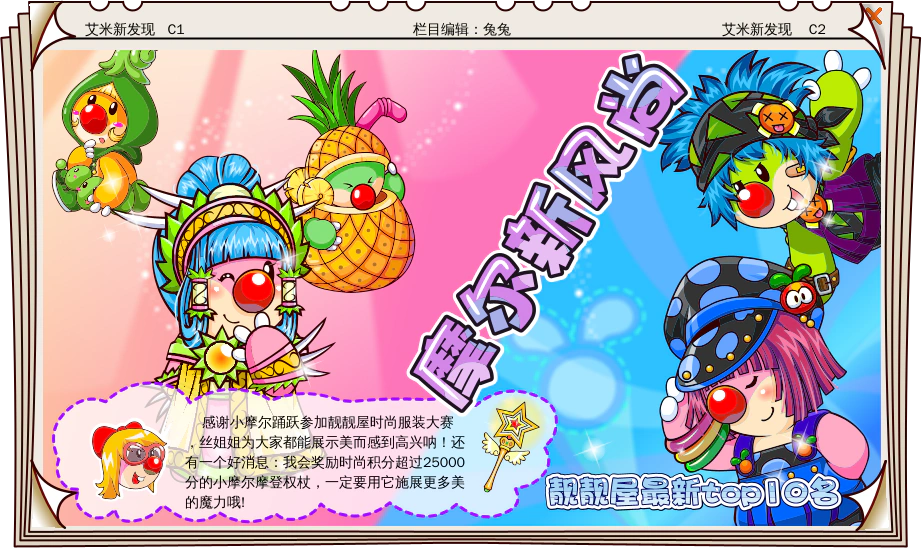 艾米新发现 C1
栏目编辑：兔兔
艾米新发现 C2
摩尔新风尚
感谢小摩尔踊跃参加靓靓屋时尚服装大赛
，丝姐姐为大家都能展示美而感到高兴呐！还
有一个好消息：我会奖励时尚积分超过25000
分的小摩尔摩登权杖，一定要用它施展更多美
的魔力哦!
靓靓屋最新top10名